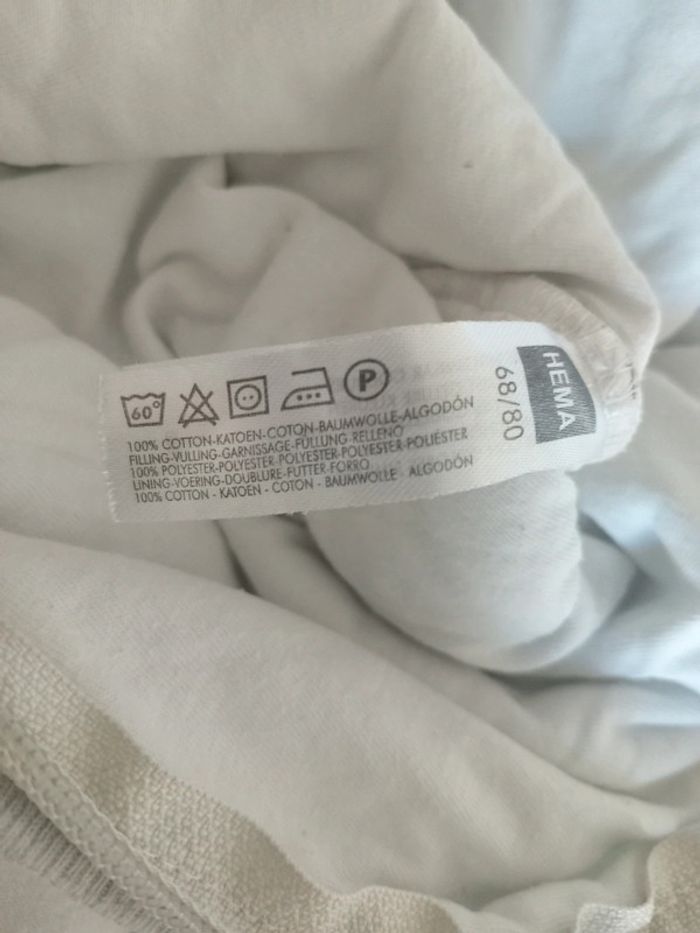 HEMA
68/80
60°
P
100% COTTON-KATOEN-COTON-BAUMWOLLE-ALGODÓN
FILLING-VULLING-GARNISSAGE-FÜLLUNG-RELLENO
100% POLYESTER-POLYESTER-POLYESTER-POLYESTER-POLIÉSTER
LINING-VOERING-DOUBLURE-FUTTER-FORRO
100% COTTON - KATOEN - COTON - BAUMWOLLE - ALGODÓN